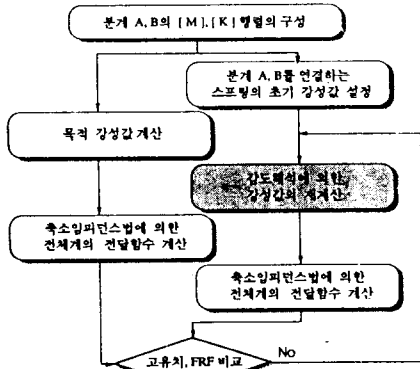 분계 A, B의 [M], [K] 행렬의 구성
분계 A, B를 연결하는
스프링의 초기 강성값 설정
목적 강성값 계산
감도해석에 의한
강성값의 재계산
축소임피던스법에 의한
전체계의 전달함수 계산
축소임피던스법에 의한
전체계의 전달함수 계산
고유치, FRF 비교
No